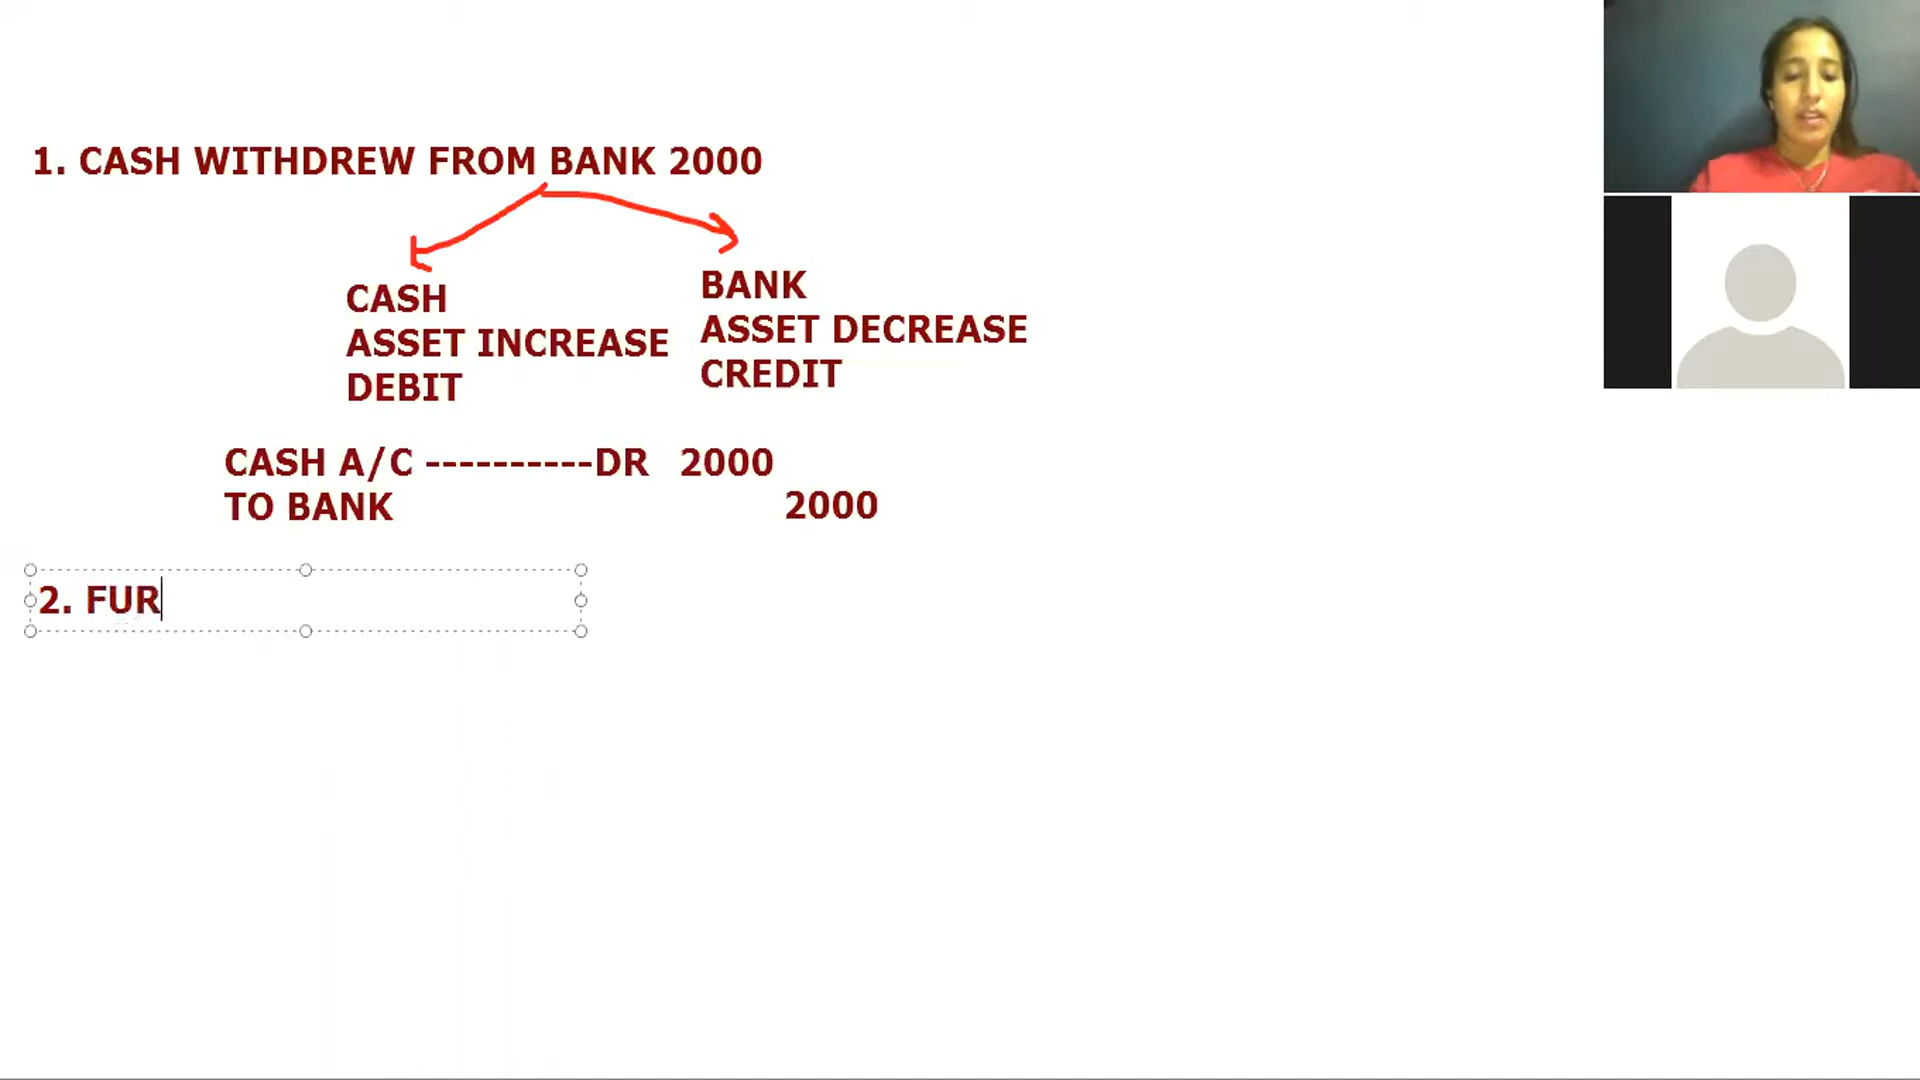 1. CASH WITHDREW FROM BANK 2000
CASH
ASSET INCREASE
DEBIT
BANK
ASSET DECREASE
CREDIT
CASH A/C ----------DR 2000
TO BANK 2000
2. FUR